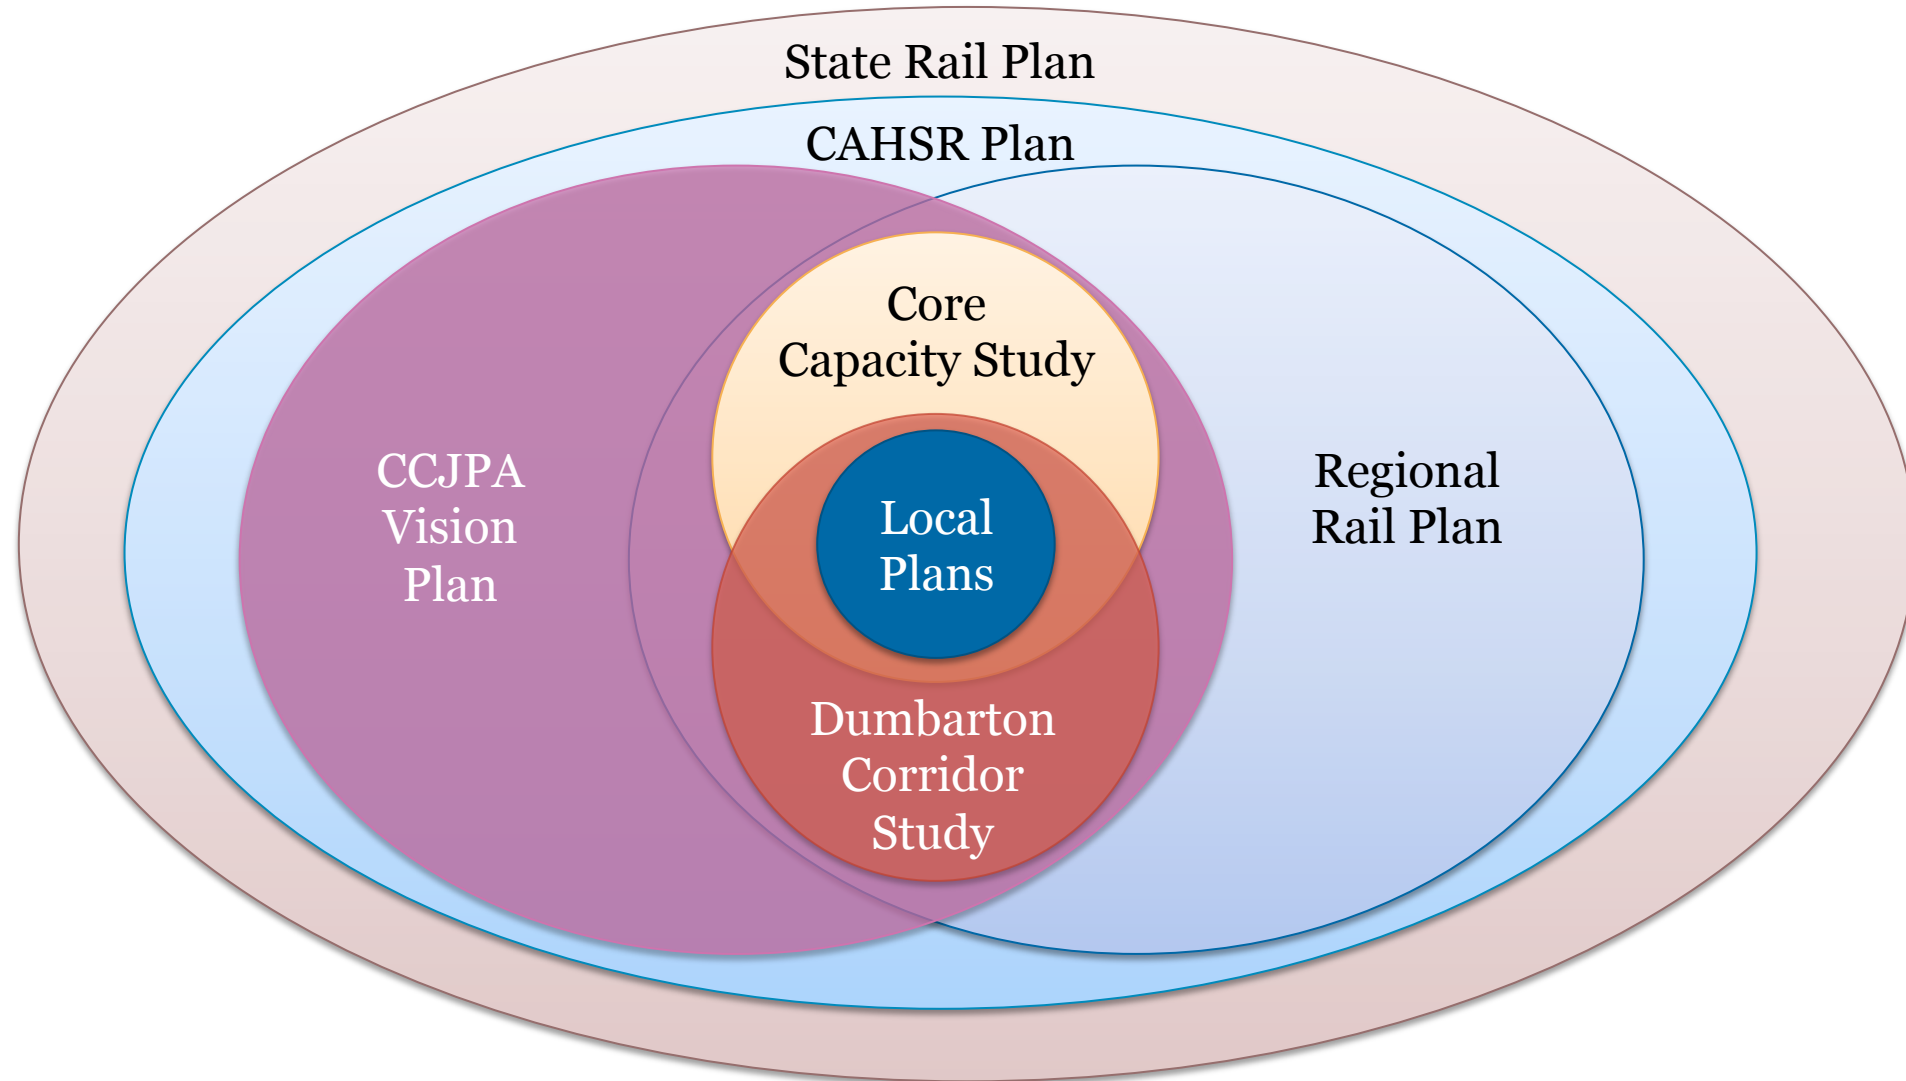 State Rail Plan
CAHSR Plan
Core
Capacity Study
CCJPA
Vision
Plan
Local
Plans
Regional
Rail Plan
Dumbarton
Corridor
Study